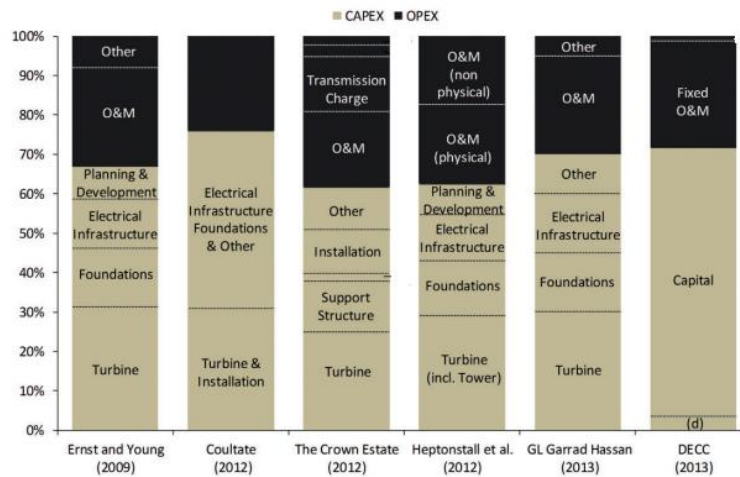 CAPEX OPEX
100%
90%
80%
70%
60%
50%
40%
30%
20%
10%
0%
Other
O&M
Planning &
Development
Electrical
Infrastructure
Foundations
Turbine
Ernst and Young
(2009)
Electrical
Infrastructure
Foundations
& Other
Turbine &
Installation
Coultate
(2012)
Transmission
Charge
O&M
Other
Installation
Support
Structure
Turbine
The Crown Estate
(2012)
O&M
(non
physical)
O&M
(physical)
Planning &
Development
Electrical
Infrastructure
Foundations
Turbine
(incl. Tower)
Heptonstall et al.
(2012)
Other
O&M
Other
Electrical
Infrastructure
Foundations
Turbine
GL Garrad Hassan
(2013)
Fixed
O&M
Capital
(d)
DECC
(2013)